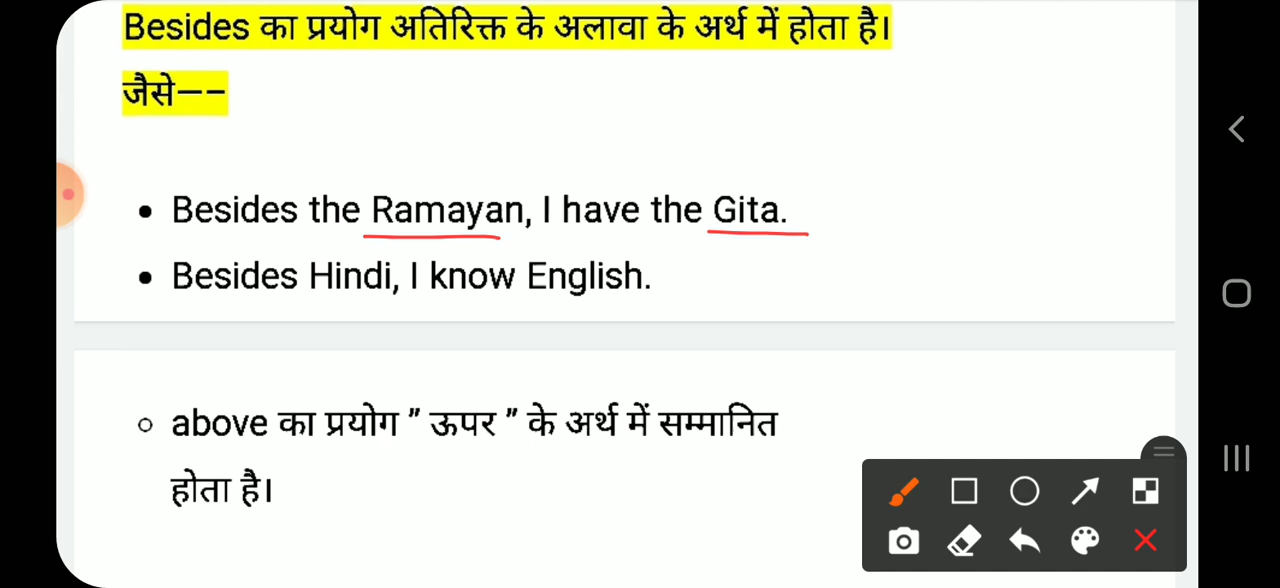 Besides का प्रयोग अतिरिक्त के अलावा के अर्थ में होता है।
जैसे—−
• Besides the Ramayan, I have the Gita.
• Besides Hindi, I know English.
○ above का प्रयोग ” ऊपर ” के अर्थ में सम्मानित
होता है।